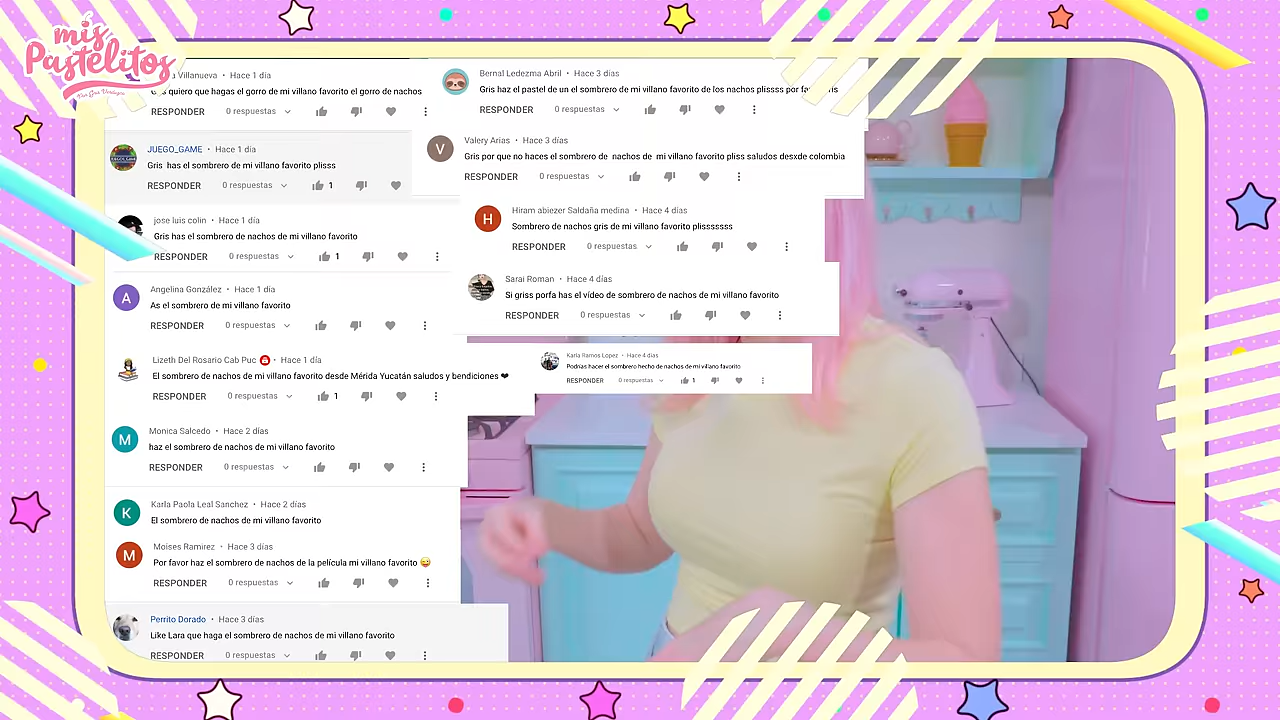 mis
Pastelitos
Villanueva · Hace 1 día
quiero que hagas el gorro de mi villano favorito el gorro de nachos
RESPONDER 0 respuestas
JUEGO_GAME · Hace 1 día
Gris has el sombrero de mi villano favorito plisss
RESPONDER 0 respuestas 1
jose luis colin · Hace 1 día
Gris has el sombrero de nachos de mi villano favorito
RESPONDER 0 respuestas 1
A
Angelina González · Hace 1 día
As el sombrero de mi villano favorito
RESPONDER 0 respuestas
Lizeth Del Rosario Cab Puc · Hace 1 día
El sombrero de nachos de mi villano favorito desde Mérida Yucatán saludos y bendiciones ❤
RESPONDER 0 respuestas 1
M
Monica Salcedo · Hace 2 días
haz el sombrero de nachos de mi villano favorito
RESPONDER 0 respuestas
K
Karla Paola Leal Sanchez · Hace 2 días
El sombrero de nachos de mi villano favorito
M
Moises Ramirez · Hace 3 días
Por favor haz el sombrero de nachos de la película mi villano favorito 😜
RESPONDER 0 respuestas
Perrito Dorado · Hace 3 días
Like Lara que haga el sombrero de nachos de mi villano favorito
RESPONDER 0 respuestas
Bernal Ledezma Abril · Hace 3 días
Gris haz el pastel de un el sombrero de mi villano favorito de los nachos plisssss por
RESPONDER 0 respuestas
V
Valery Arias · Hace 3 días
Gris por que no haces el sombrero de nachos de mi villano favorito pliss saludos desxde colombia
RESPONDER 0 respuestas
H
Hiram abiezer Saldaña medina · Hace 4 días
Sombrero de nachos gris de mi villano favorito plisssssss
RESPONDER 0 respuestas
Sarai Roman · Hace 4 días
Si griss porfa has el vídeo de sombrero de nachos de mi villano favorito
RESPONDER 0 respuestas
Karla Ramos Lopez · Hace 4 días
Podrias hacer el sombrero hecho de nachos de mi villano favorito
RESPONDER 0 respuestas 1